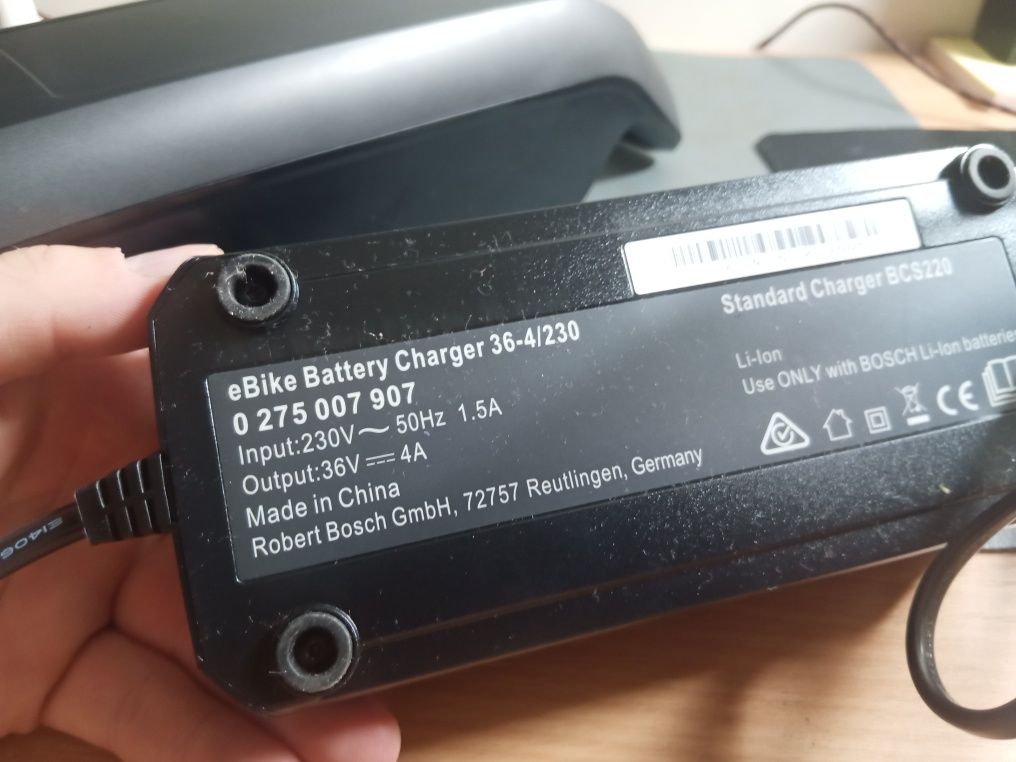 eBike Battery Charger 36-4/230
0 275 007 907
Input:230V~ 50Hz 1.5A
Output:36V⎓4A
Made in China
Robert Bosch GmbH, 72757 Reutlingen, Germany
Standard Charger BCS220
Li-Ion
Use ONLY with BOSCH Li-Ion batteries
CE